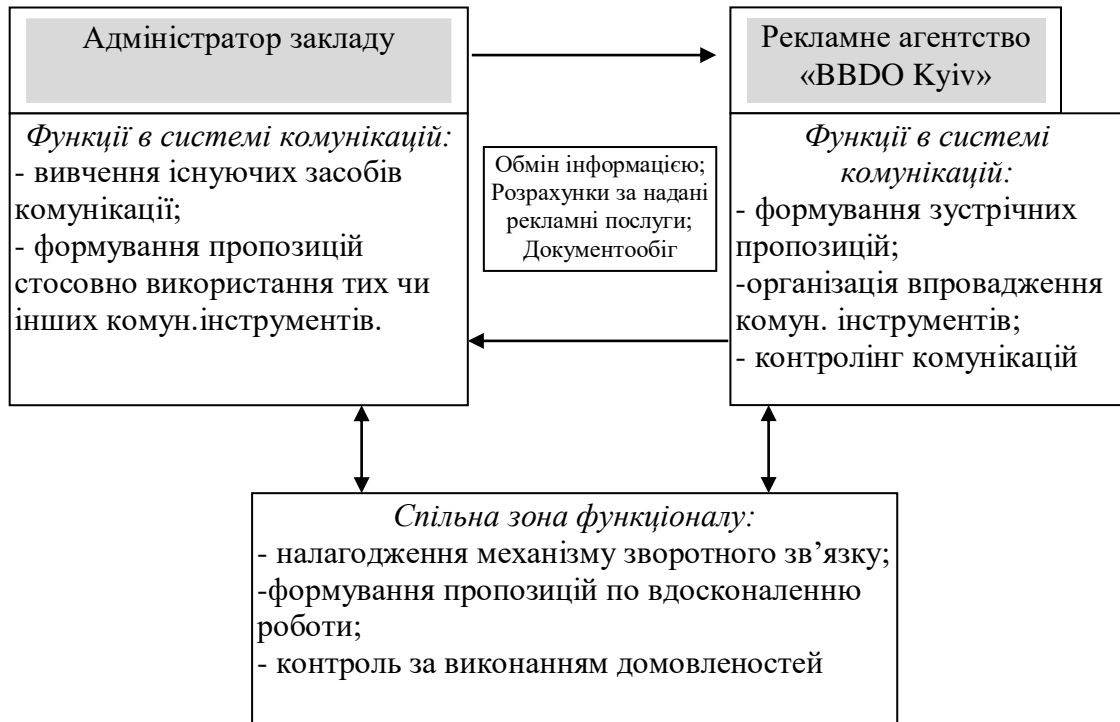 Адміністратор закладу
Рекламне агентство
«BBDO Kyiv»
Функції в системі комунікацій:
- вивчення існуючих засобів
комунікації;
- формування пропозицій
стосовно використання тих чи
інших комун.інструментів.
Обмін інформацією;
Розрахунки за надані
рекламні послуги;
Документообіг
Функції в системі
комунікацій:
- формування зустрічних
пропозицій;
-організація впровадження
комун. інструментів;
- контролінг комунікацій
Спільна зона функціоналу:
- налагодження механізму зворотного зв’язку;
-формування пропозицій по вдосконаленню
роботи;
- контроль за виконанням домовленостей